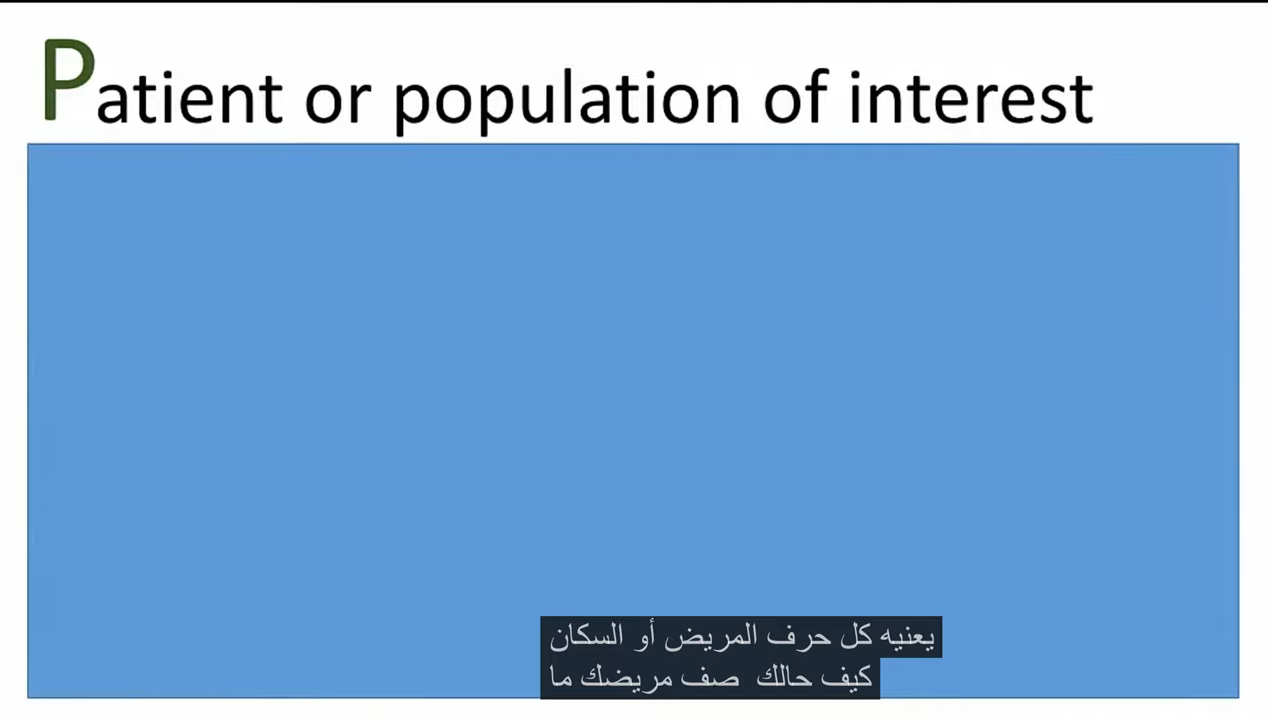 Patient or population of interest
يعنيه كل حرف المريض أو السكان
كيف حالك صف مريضك ما